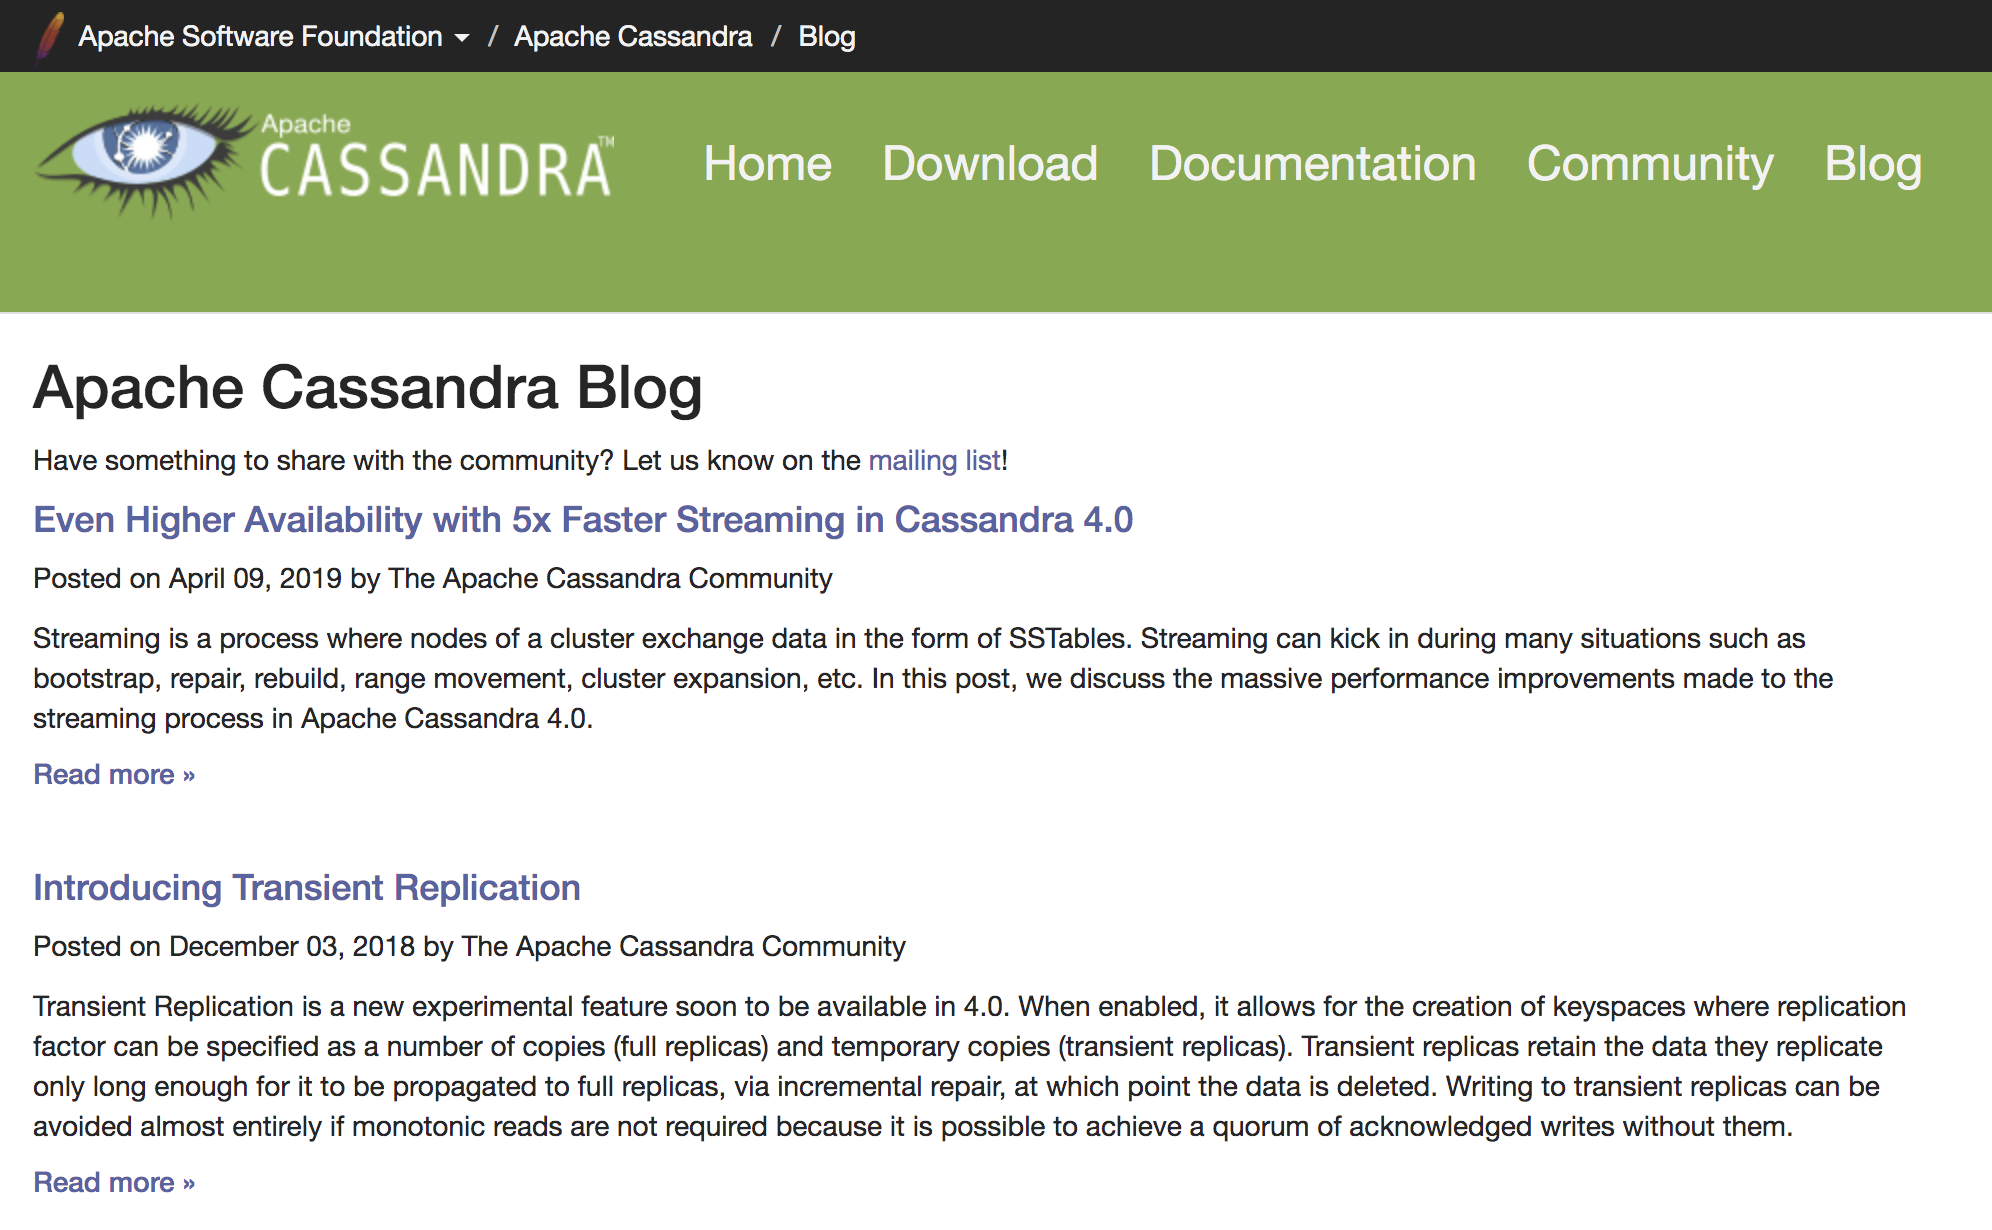 Apache Software Foundation / Apache Cassandra / Blog
Apache
CASSANDRA™
Home Download Documentation Community Blog
Apache Cassandra Blog
Have something to share with the community? Let us know on the mailing list!
Even Higher Availability with 5x Faster Streaming in Cassandra 4.0
Posted on April 09, 2019 by The Apache Cassandra Community
Streaming is a process where nodes of a cluster exchange data in the form of SSTables. Streaming can kick in during many situations such as
bootstrap, repair, rebuild, range movement, cluster expansion, etc. In this post, we discuss the massive performance improvements made to the
streaming process in Apache Cassandra 4.0.
Read more »
Introducing Transient Replication
Posted on December 03, 2018 by The Apache Cassandra Community
Transient Replication is a new experimental feature soon to be available in 4.0. When enabled, it allows for the creation of keyspaces where replication
factor can be specified as a number of copies (full replicas) and temporary copies (transient replicas). Transient replicas retain the data they replicate
only long enough for it to be propagated to full replicas, via incremental repair, at which point the data is deleted. Writing to transient replicas can be
avoided almost entirely if monotonic reads are not required because it is possible to achieve a quorum of acknowledged writes without them.
Read more »